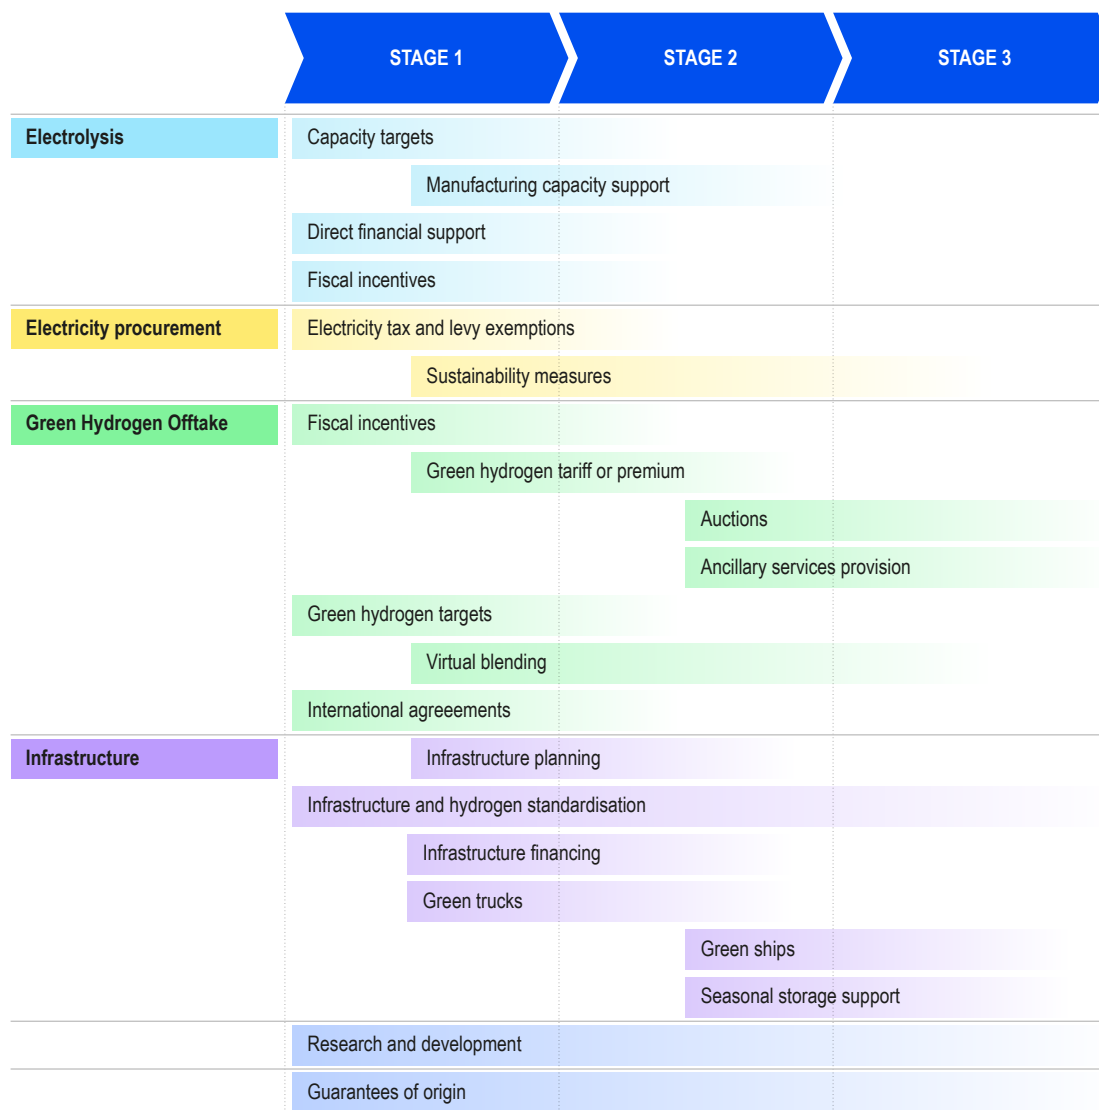 STAGE 1
STAGE 2
STAGE 3
Electrolysis
Capacity targets
Manufacturing capacity support
Direct financial support
Fiscal incentives
Electricity procurement
Electricity tax and levy exemptions
Sustainability measures
Green Hydrogen Offtake
Fiscal incentives
Green hydrogen tariff or premium
Auctions
Ancillary services provision
Green hydrogen targets
Virtual blending
International agreeements
Infrastructure
Infrastructure planning
Infrastructure and hydrogen standardisation
Infrastructure financing
Green trucks
Green ships
Seasonal storage support
Research and development
Guarantees of origin